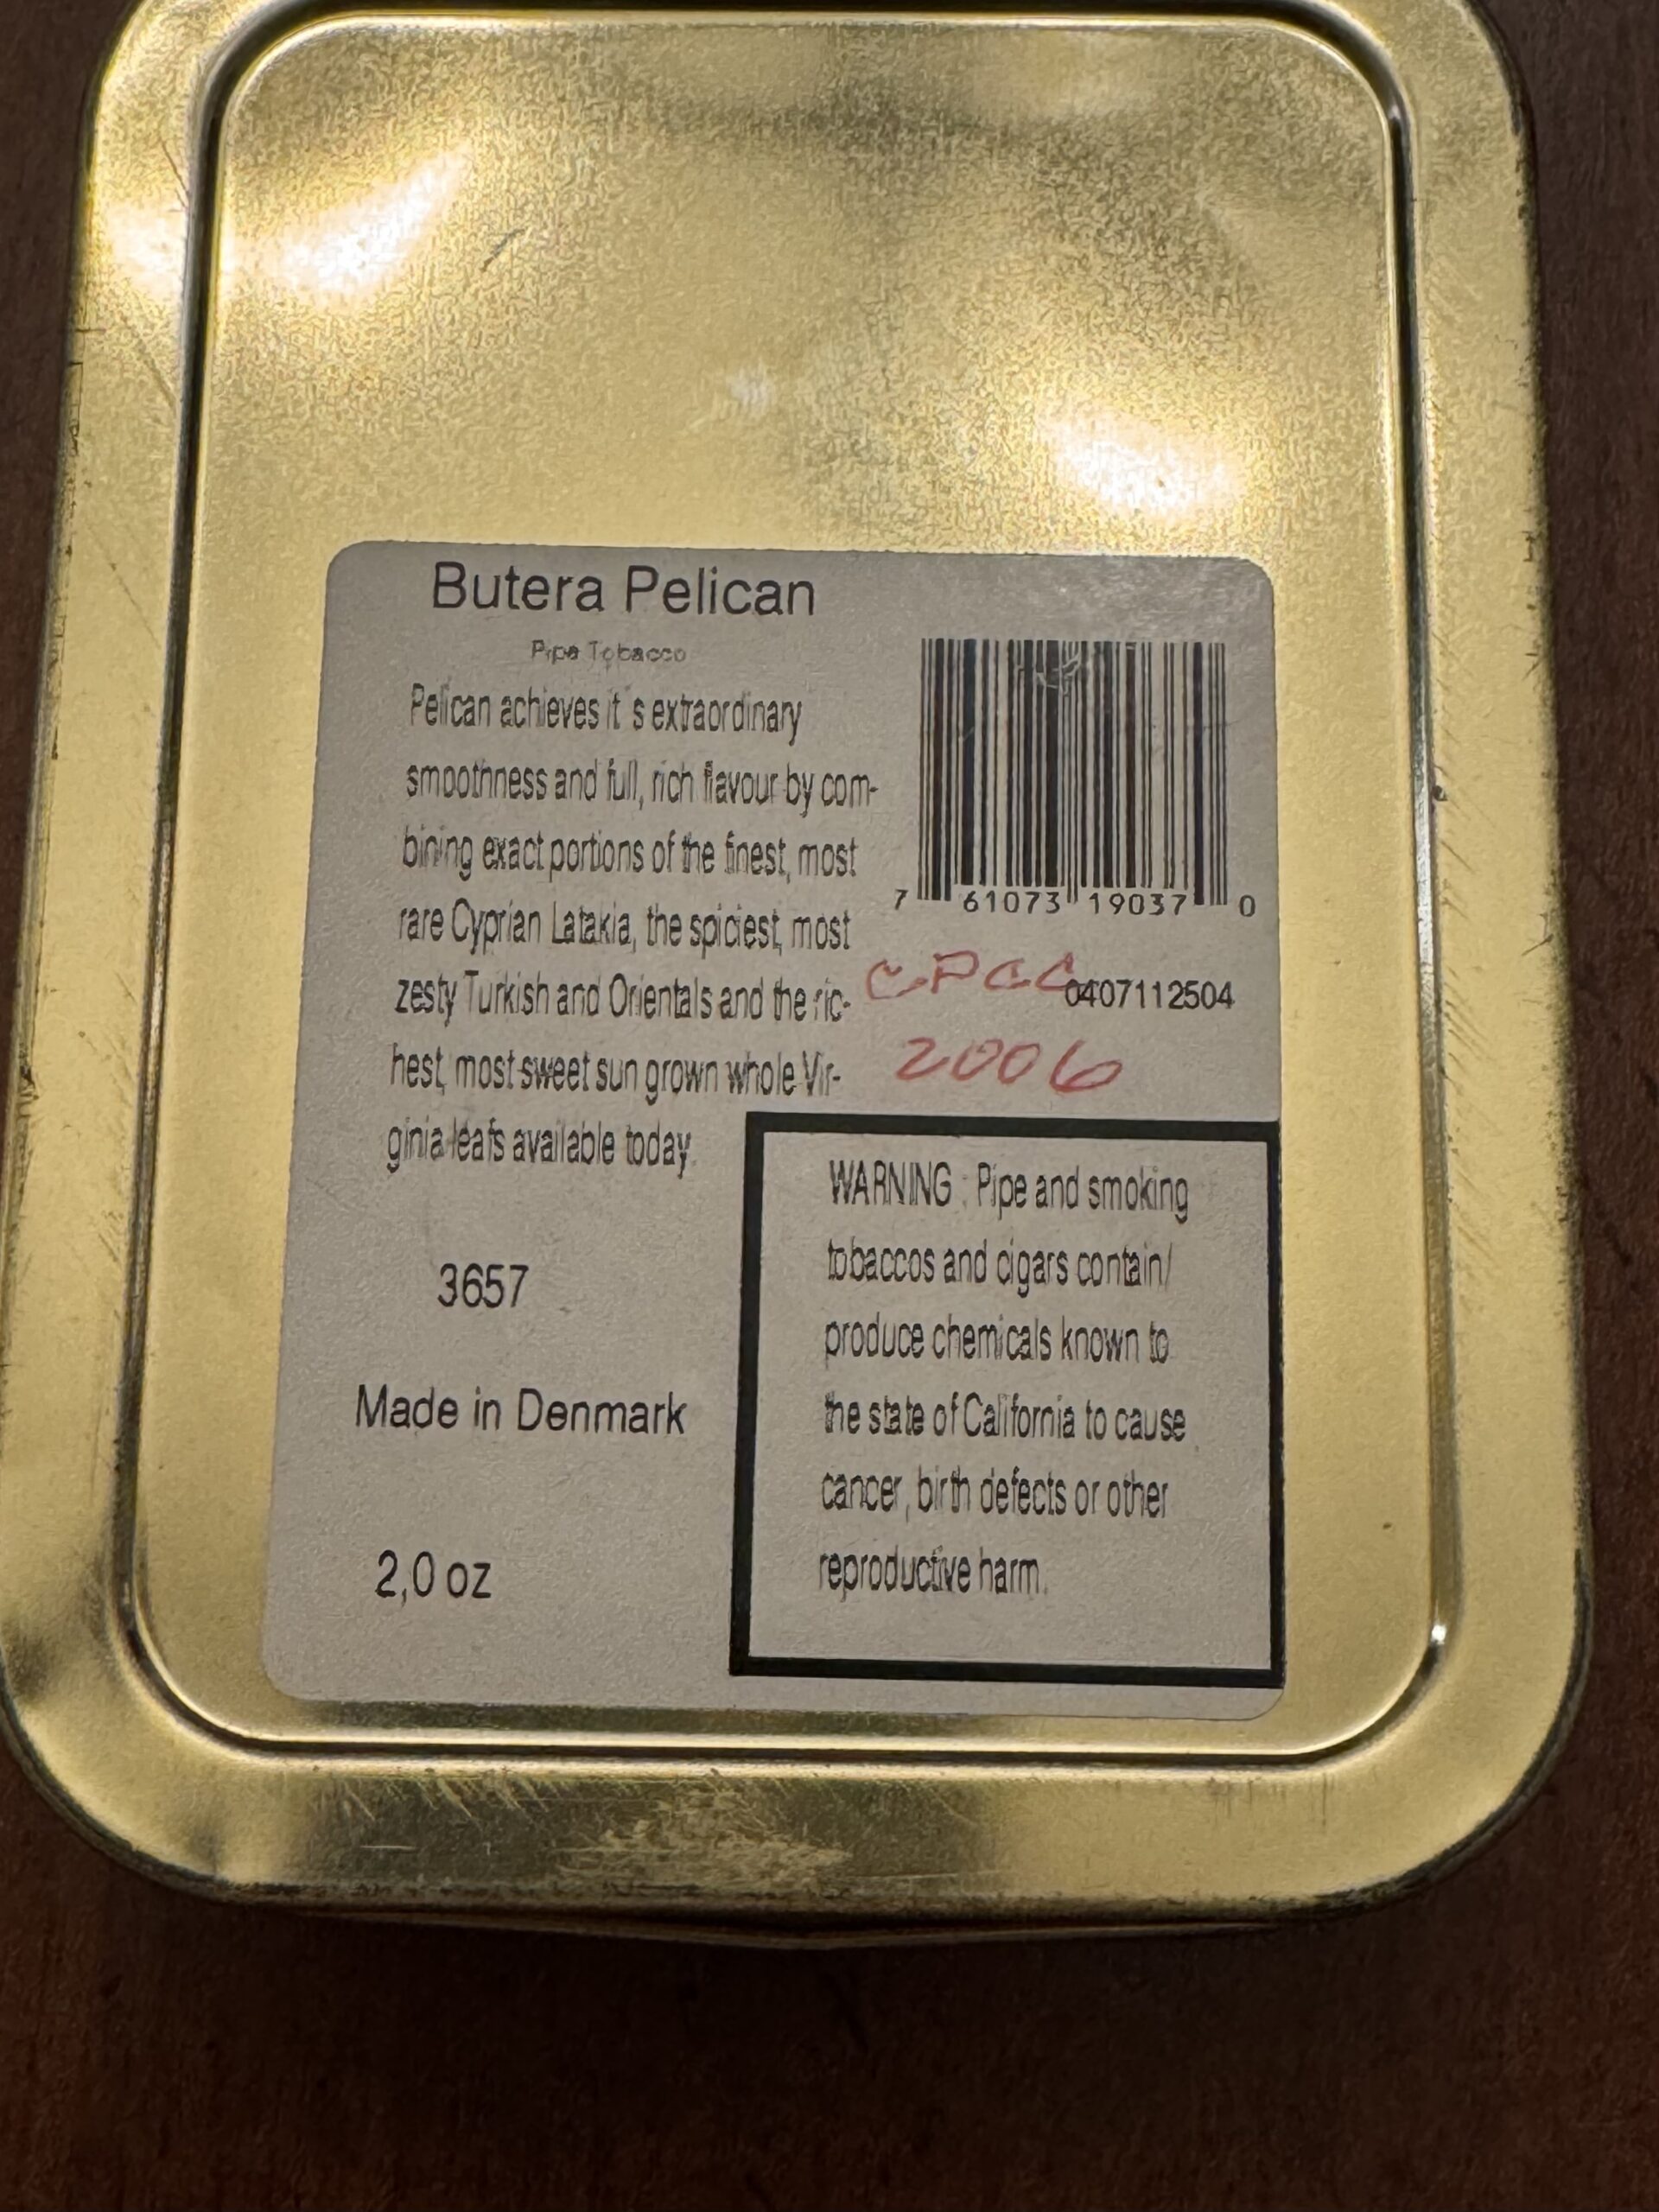 Butera Pelican
Pipe Tobacco
Pelican achieves it´s extraordinary
smoothness and full, rich flavour by com-
bining exact portions of the finest, most
rare Cyprian Latakia, the spiciest, most
zesty Turkish and Orientals and the ric-
hest, most sweet sun grown whole Vir-
ginia leafs available today.
3657
Made in Denmark
2,0 oz
7 61073 19037 0
CPCC
0407112504
2006
WARNING : Pipe and smoking
tobaccos and cigars contain/
produce chemicals known to
the state of California to cause
cancer, birth defects or other
reproductive harm.